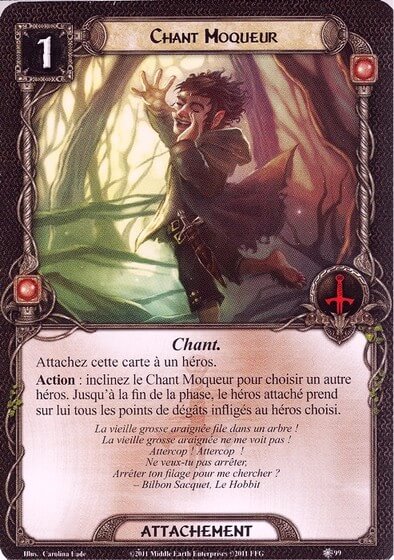 1
CHANT MOQUEUR
Chant.
Attachez cette carte à un héros.
Action : inclinez le Chant Moqueur pour choisir un autre
héros. Jusqu'à la fin de la phase, le héros attaché prend
sur lui tous les points de dégâts infligés au héros choisi.
La vieille grosse araignée file dans un arbre !
La vieille grosse araignée ne me voit pas !
Attercop ! Attercop !
Ne veux-tu pas arrêter,
Arrêter ton filage pour me chercher ?
– Bilbon Sacquet, Le Hobbit
ATTACHEMENT
Illus. Carolina Eade ©2011 Middle Earth Enterprises ©2011 FFG 99